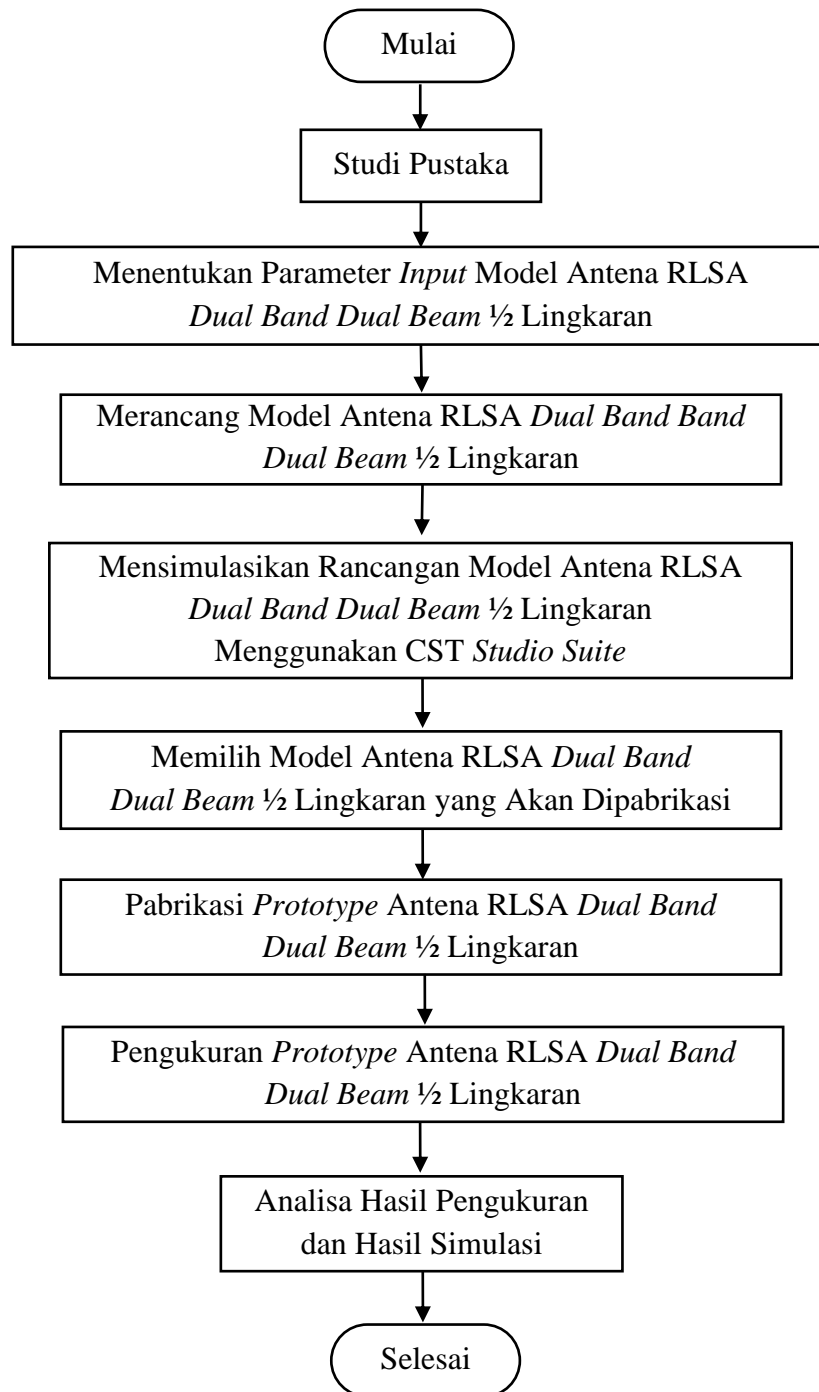 Mulai
Studi Pustaka
Menentukan Parameter Input Model Antena RLSA
Dual Band Dual Beam ½ Lingkaran
Merancang Model Antena RLSA Dual Band Band
Dual Beam ½ Lingkaran
Mensimulasikan Rancangan Model Antena RLSA
Dual Band Dual Beam ½ Lingkaran
Menggunakan CST Studio Suite
Memilih Model Antena RLSA Dual Band
Dual Beam ½ Lingkaran yang Akan Dipabrikasi
Pabrikasi Prototype Antena RLSA Dual Band
Dual Beam ½ Lingkaran
Pengukuran Prototype Antena RLSA Dual Band
Dual Beam ½ Lingkaran
Analisa Hasil Pengukuran
dan Hasil Simulasi
Selesai